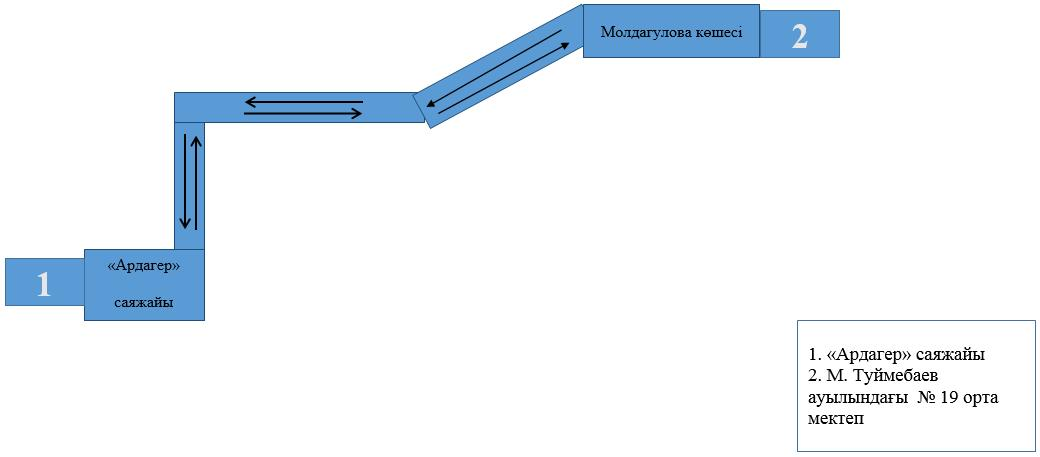 Молдагулова көшесі
2
«Ардагер»
саяжайы
1
1. «Ардагер» саяжайы
2. М. Туймебаев
ауылындағы № 19 орта
мектеп